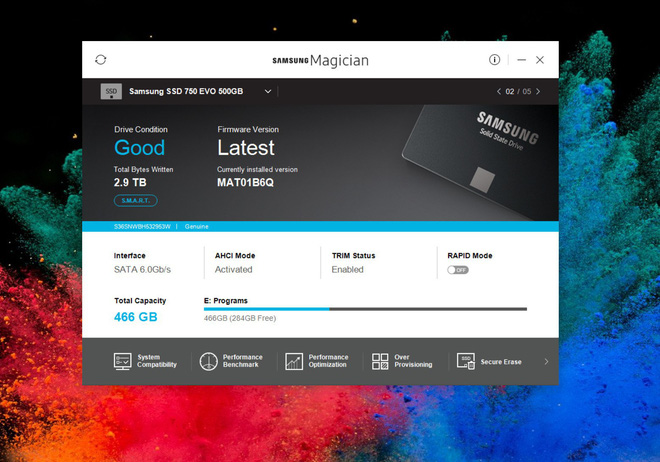 SAMSUNG Magician
SSD
Samsung SSD 750 EVO 500GB
02 / 05
Drive Condition
Good
Firmware Version
Latest
Total Bytes Written
2.9 TB
Currently installed version
MAT01B6Q
S.M.A.R.T.
SAMSUNG
Solid State Drive
S36SNWBH632963W | Genuine
Interface
SATA 6.0Gb/s
AHCI Mode
Activated
TRIM Status
Enabled
RAPID Mode
OFF
Total Capacity
466 GB
E: Programs
466GB (284GB Free)
System
Compatibility
Performance
Benchmark
Performance
Optimization
Over
Provisioning
SSD
Secure Erase